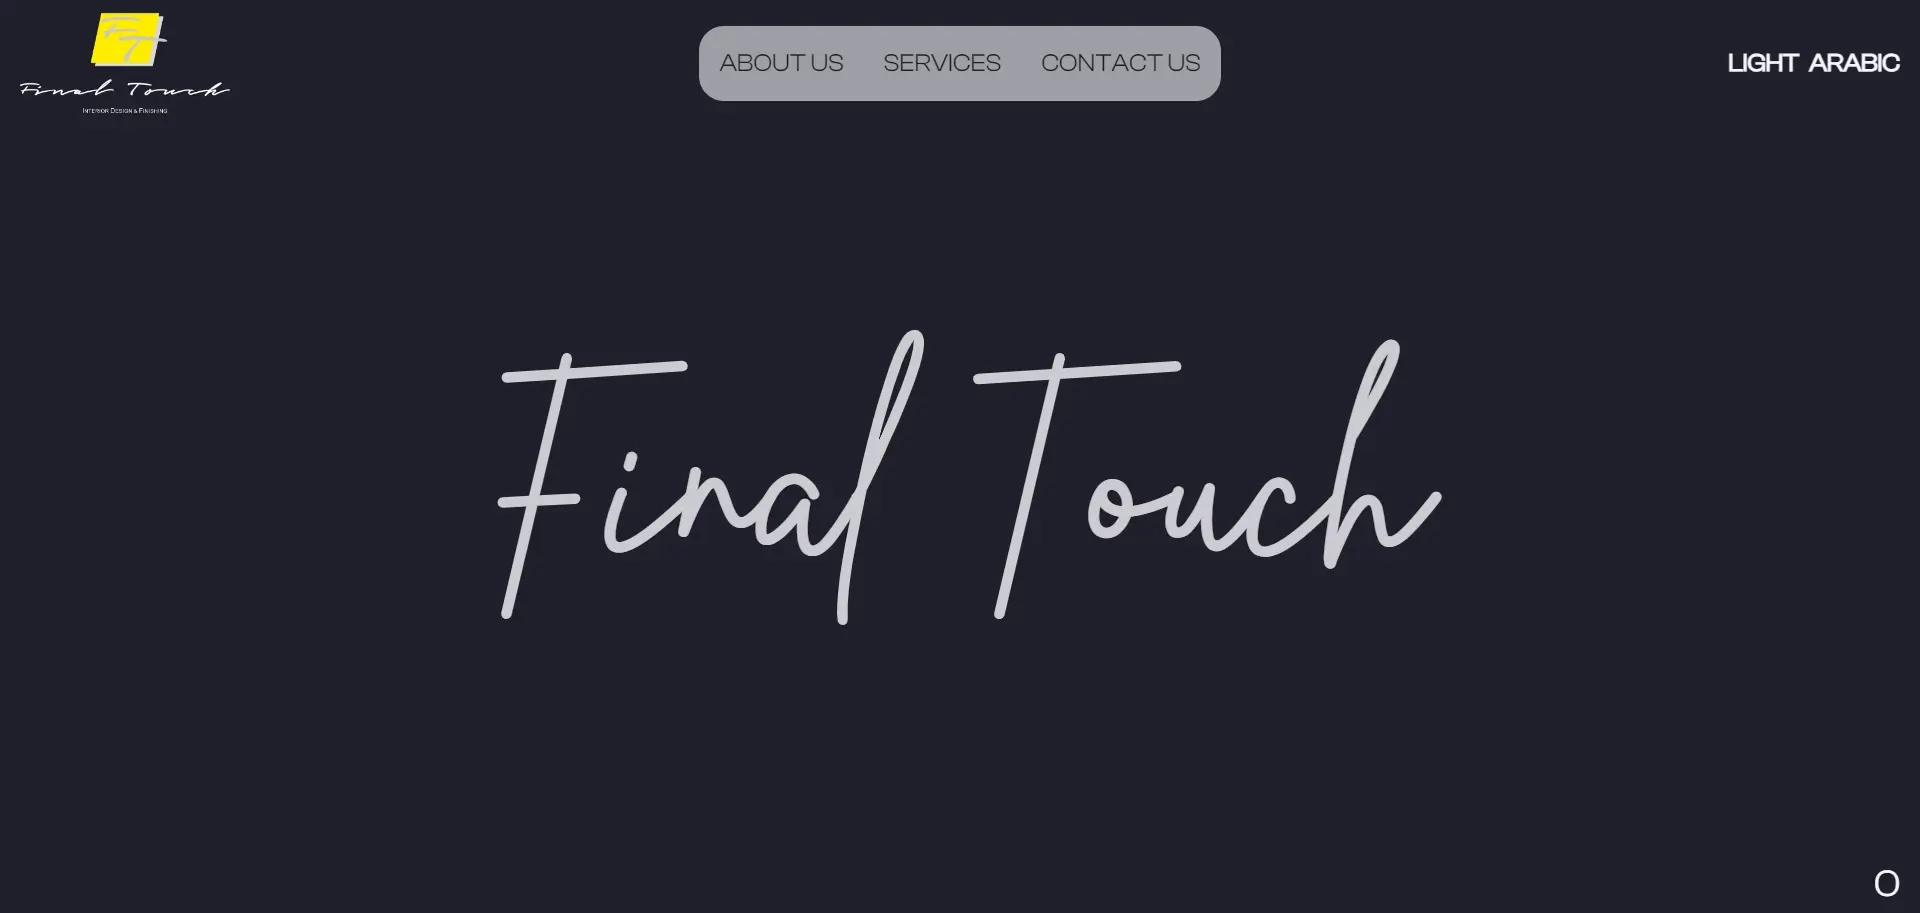 FT
Final Touch
INTERIOR DESIGN & FINISHING
ABOUT US SERVICES CONTACT US
LIGHT ARABIC
Final Touch
O